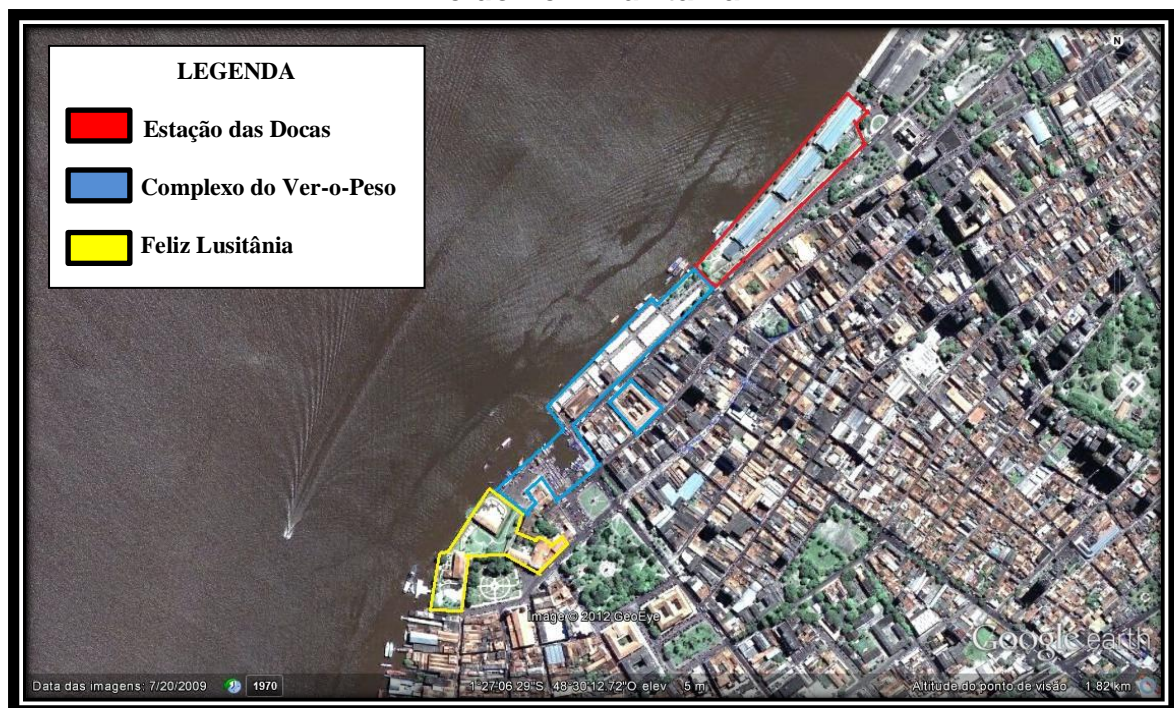 LEGENDA
Estação das Docas
Complexo do Ver-o-Peso
Feliz Lusitânia
N
Image © 2012 GeoEye
Google earth
Data das imagens: 7/20/2009 1970 1°27'06.29"S 48°30'12.72"O elev 5 m Altitude do ponto de visão 1.82 km